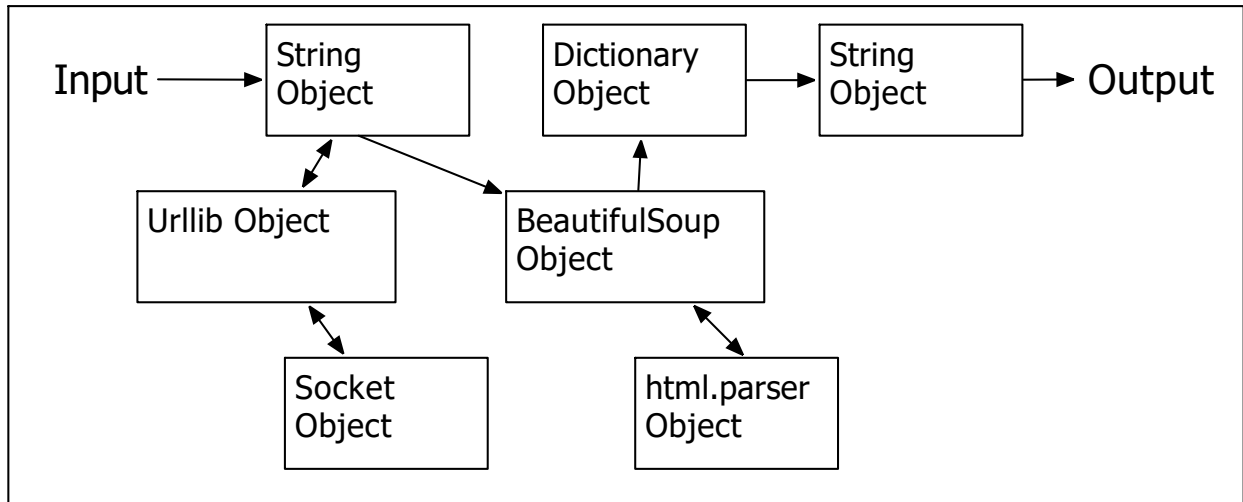 Input
String
Object
Dictionary
Object
String
Object
Output
Urllib Object
BeautifulSoup
Object
Socket
Object
html.parser
Object